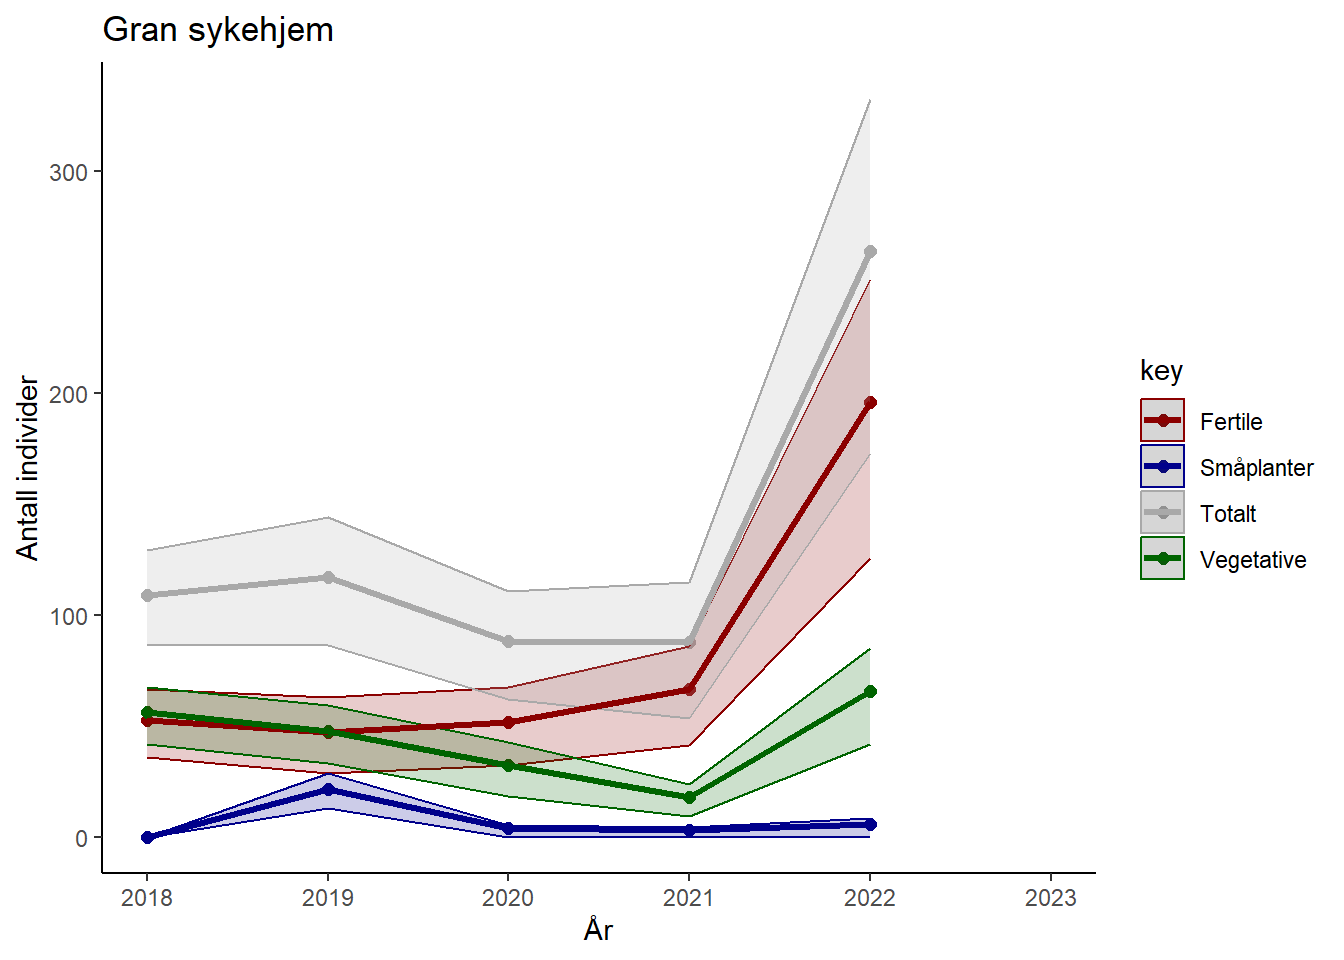 Gran sykehjem
Antall individer
300
200
100
0
2018
2019
2020
2021
2022
2023
År
key
Fertile
Småplanter
Totalt
Vegetative